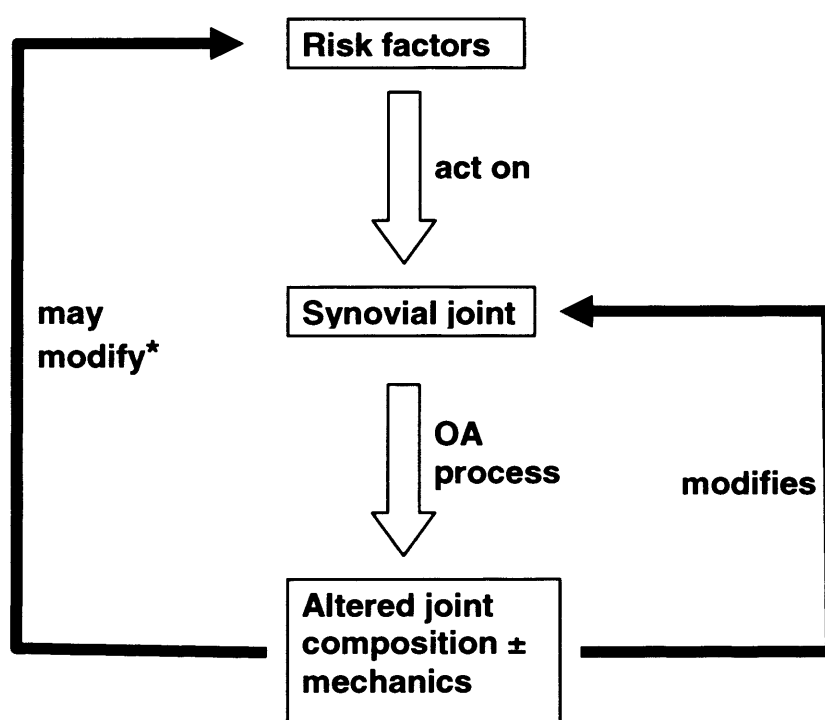 Risk factors
act on
Synovial joint
may
modify*
OA
process
modifies
Altered joint
composition ±
mechanics